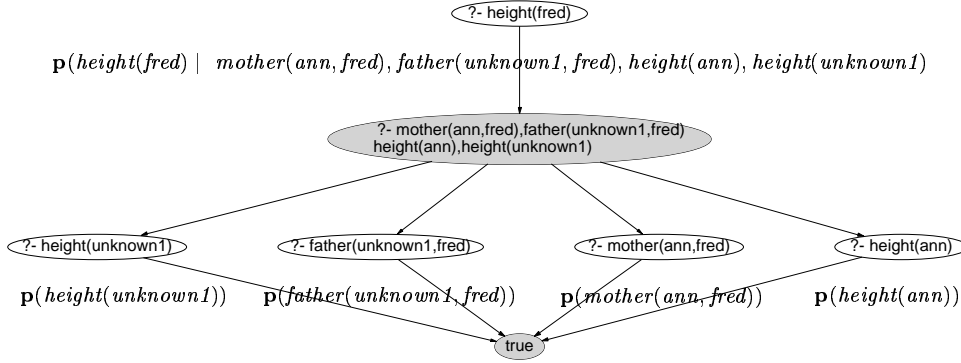 ?- height(fred)
p(height(fred) | mother(ann, fred), father(unknown1, fred), height(ann), height(unknown1)
?- mother(ann,fred),father(unknown1,fred)
height(ann),height(unknown1)
?- height(unknown1) ?- father(unknown1,fred) ?- mother(ann,fred) ?- height(ann)
p(height(unknown1)) p(father(unknown1, fred)) p(mother(ann, fred)) p(height(ann))
true